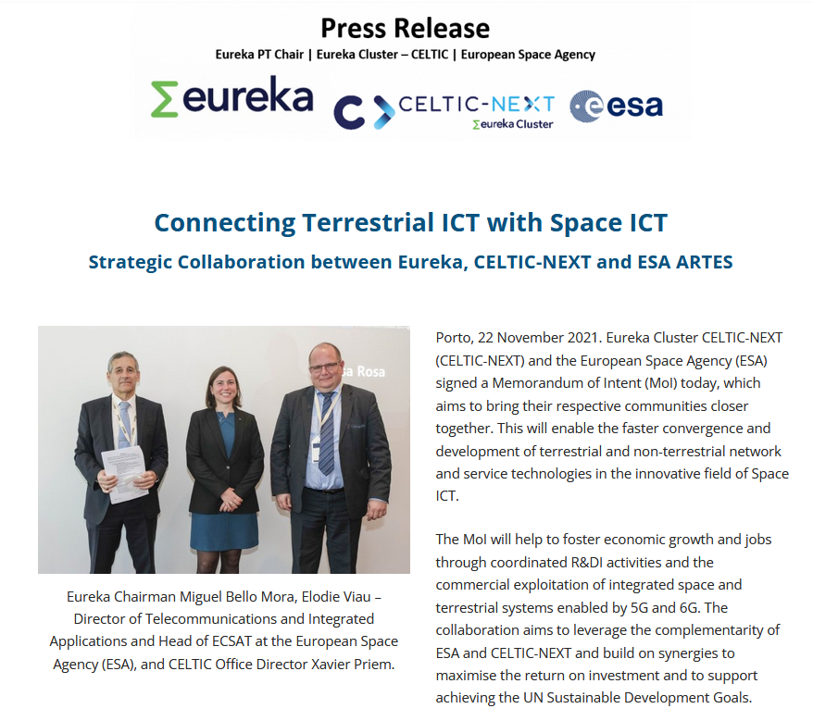 Press Release
Eureka PT Chair | Eureka Cluster – CELTIC | European Space Agency
Σeureka
CELTIC-NEXT
Σeureka Cluster
esa
Connecting Terrestrial ICT with Space ICT
Strategic Collaboration between Eureka, CELTIC-NEXT and ESA ARTES
a Rosa
Eureka Chairman Miguel Bello Mora, Elodie Viau –
Director of Telecommunications and Integrated
Applications and Head of ECSAT at the European Space
Agency (ESA), and CELTIC Office Director Xavier Priem.
Porto, 22 November 2021. Eureka Cluster CELTIC-NEXT
(CELTIC-NEXT) and the European Space Agency (ESA)
signed a Memorandum of Intent (MoI) today, which
aims to bring their respective communities closer
together. This will enable the faster convergence and
development of terrestrial and non-terrestrial network
and service technologies in the innovative field of Space
ICT.
The MoI will help to foster economic growth and jobs
through coordinated R&DI activities and the
commercial exploitation of integrated space and
terrestrial systems enabled by 5G and 6G. The
collaboration aims to leverage the complementarity of
ESA and CELTIC-NEXT and build on synergies to
maximise the return on investment and to support
achieving the UN Sustainable Development Goals.